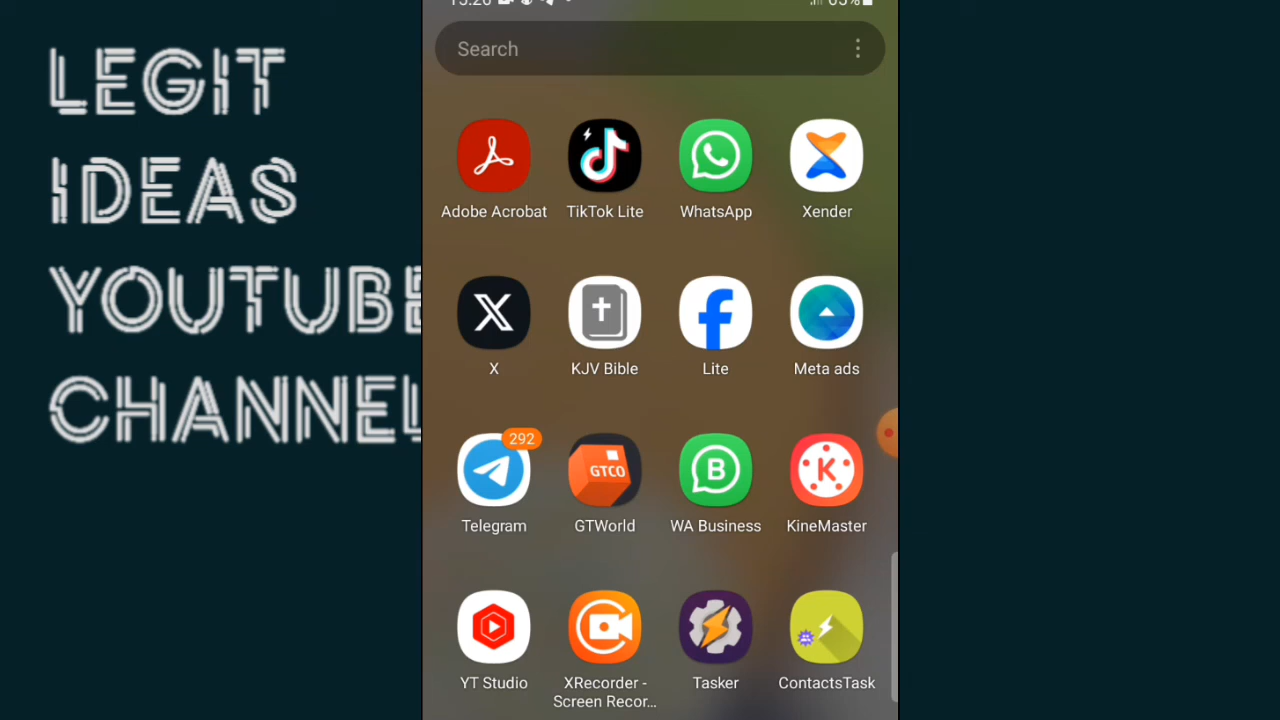 LEGIT
IDEAS
YOUTUBE
CHANNEL
Search
Adobe Acrobat
TikTok Lite
WhatsApp
Xender
X
KJV Bible
Lite
Meta ads
292
GTCO
B
K
Telegram
GTWorld
WA Business
KineMaster
YT Studio
XRecorder -
Screen Recor...
Tasker
ContactsTask